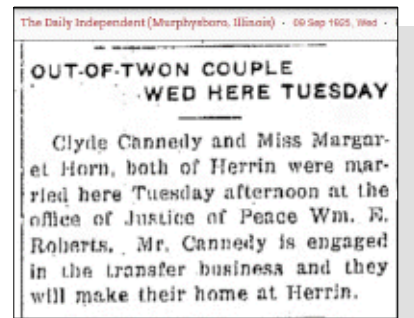 The Daily Independent (Murphysboro, Illinois) · 09 Sep 1925, Wed ·
OUT-OF-TWON COUPLE
WED HERE TUESDAY
Clyde Cannedy and Miss Margar-
et Horn, both of Herrin were mar-
ried here Tuesday afternoon at the
office of Justice of Peace Wm. E.
Roberts. Mr. Cannedy is engaged
in the transfer business and they
will make their home at Herrin.